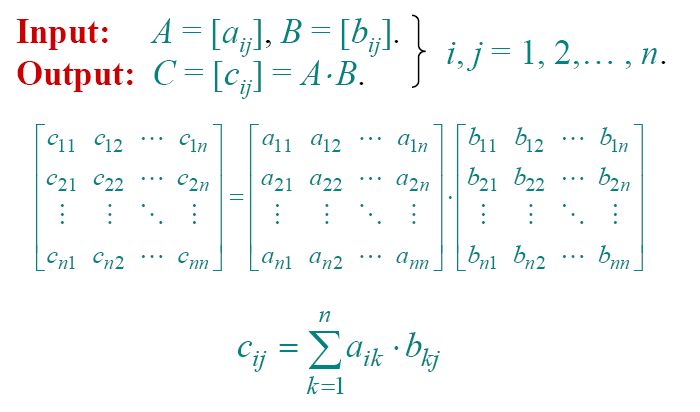 Input: A = [aij], B = [bij].
Output: C = [cij] = A·B.
i, j = 1, 2,… , n.
[c11 c12 ⋯ c1n] [a11 a12 ⋯ a1n] [b11 b12 ⋯ b1n]
[c21 c22 ⋯ c2n] = [a21 a22 ⋯ a2n] · [b21 b22 ⋯ b2n]
[⋮ ⋮ ⋱ ⋮] [⋮ ⋮ ⋱ ⋮] [⋮ ⋮ ⋱ ⋮]
[cn1 cn2 ⋯ cnn] [an1 an2 ⋯ ann] [bn1 bn2 ⋯ bnn]
cij = ∑k=1n aik · bkj